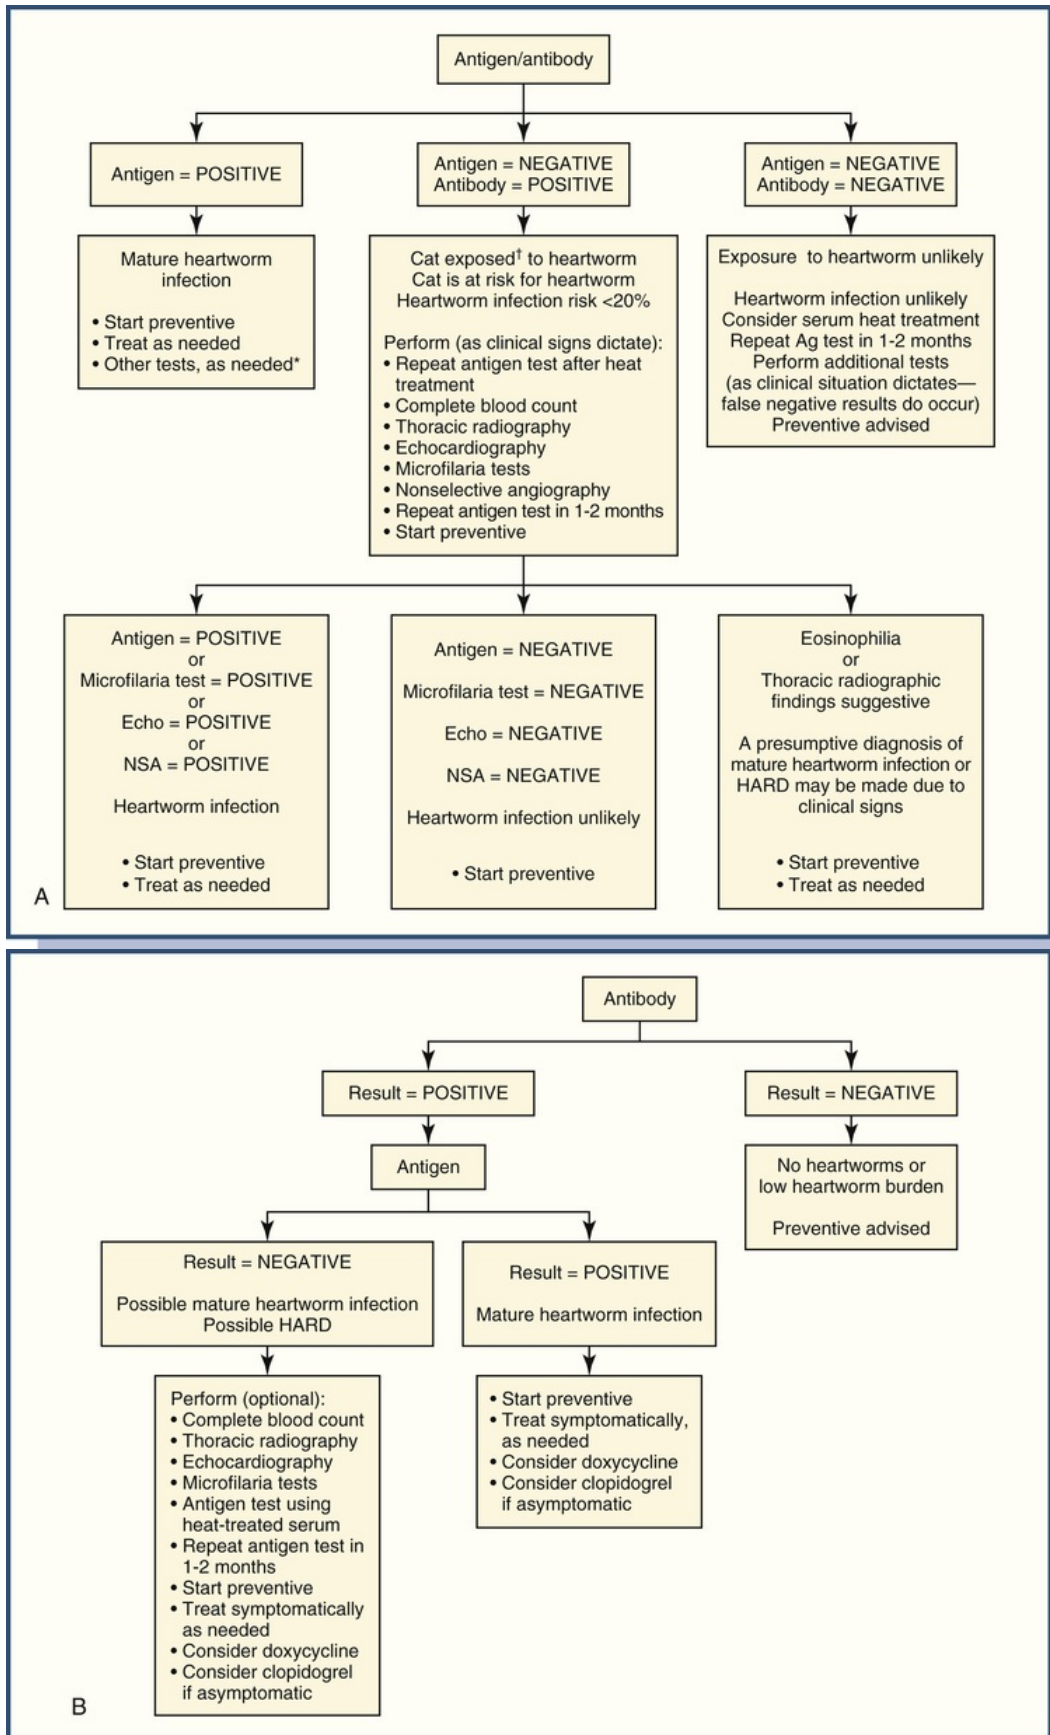 Antigen/antibody
Antigen = POSITIVE
Antigen = NEGATIVE
Antibody = POSITIVE
Antigen = NEGATIVE
Antibody = NEGATIVE
Mature heartworm
infection
• Start preventive
• Treat as needed
• Other tests, as needed*
Cat exposed† to heartworm
Cat is at risk for heartworm
Heartworm infection risk <20%
Perform (as clinical signs dictate):
• Repeat antigen test after heat
treatment
• Complete blood count
• Thoracic radiography
• Echocardiography
• Microfilaria tests
• Nonselective angiography
• Repeat antigen test in 1-2 months
• Start preventive
Exposure to heartworm unlikely
Heartworm infection unlikely
Consider serum heat treatment
Repeat Ag test in 1-2 months
Perform additional tests
(as clinical situation dictates—
false negative results do occur)
Preventive advised
Antigen = POSITIVE
or
Microfilaria test = POSITIVE
or
Echo = POSITIVE
or
NSA = POSITIVE
Heartworm infection
• Start preventive
• Treat as needed
Antigen = NEGATIVE
Microfilaria test = NEGATIVE
Echo = NEGATIVE
NSA = NEGATIVE
Heartworm infection unlikely
• Start preventive
Eosinophilia
or
Thoracic radiographic
findings suggestive
A presumptive diagnosis of
mature heartworm infection or
HARD may be made due to
clinical signs
• Start preventive
• Treat as needed
A
Antibody
Result = POSITIVE
Result = NEGATIVE
Antigen
No heartworms or
low heartworm burden
Preventive advised
Result = NEGATIVE
Possible mature heartworm infection
Possible HARD
Result = POSITIVE
Mature heartworm infection
Perform (optional):
• Complete blood count
• Thoracic radiography
• Echocardiography
• Microfilaria tests
• Antigen test using
heat-treated serum
• Repeat antigen test in
1-2 months
• Start preventive
• Treat symptomatically
as needed
• Consider doxycycline
• Consider clopidogrel
if asymptomatic
• Start preventive
• Treat symptomatically,
as needed
• Consider doxycycline
• Consider clopidogrel
if asymptomatic
B